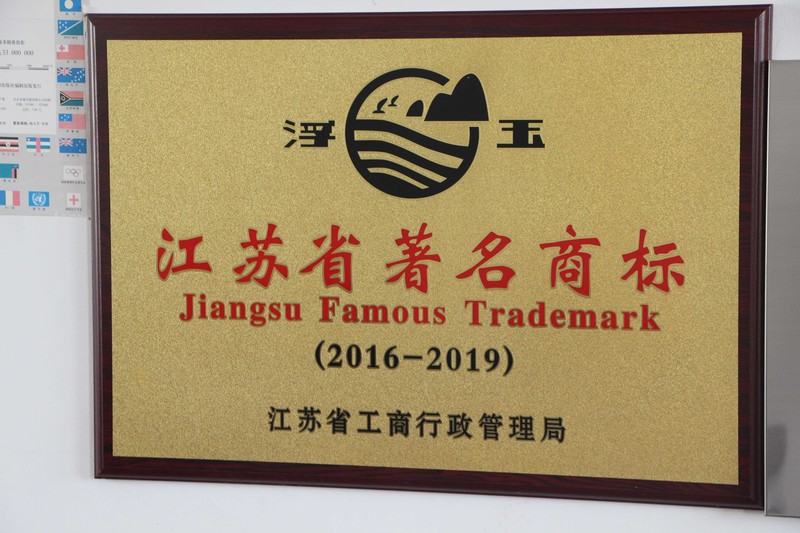 浮玉
江苏省著名商标
Jiangsu Famous Trademark
(2016-2019)
江苏省工商行政管理局